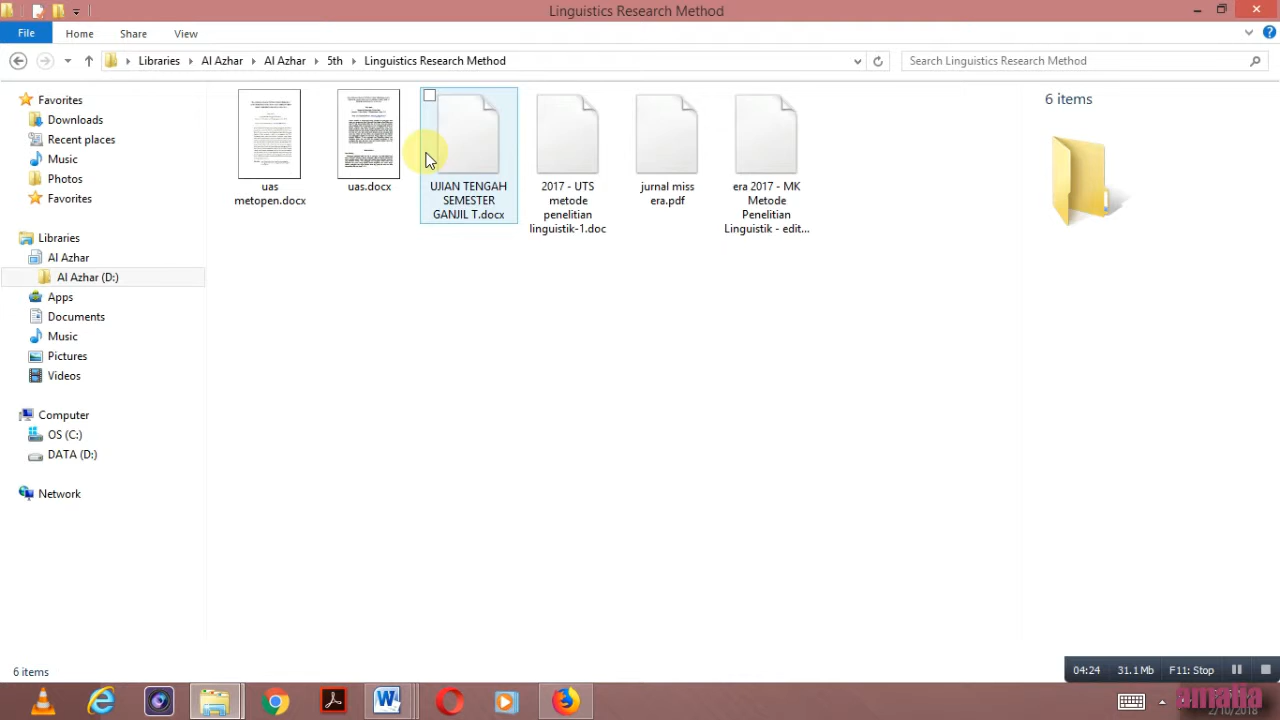 Linguistics Research Method
File Home Share View
Libraries Al Azhar Al Azhar 5th Linguistics Research Method
Search Linguistics Research Method
Favorites
Downloads
Recent places
Music
Photos
Favorites
Libraries
Al Azhar
Al Azhar (D:)
Apps
Documents
Music
Pictures
Videos
Computer
OS (C:)
DATA (D:)
Network
uas
metopen.docx
uas.docx
UJIAN TENGAH
SEMESTER
GANJIL T.docx
2017 - UTS
metode
penelitian
linguistik-1.doc
jurnal miss
era.pdf
era 2017 - MK
Metode
Penelitian
Linguistik - edit...
6 items
6 items
04:24 31.1 Mb F11: Stop
amalia
2/10/2018